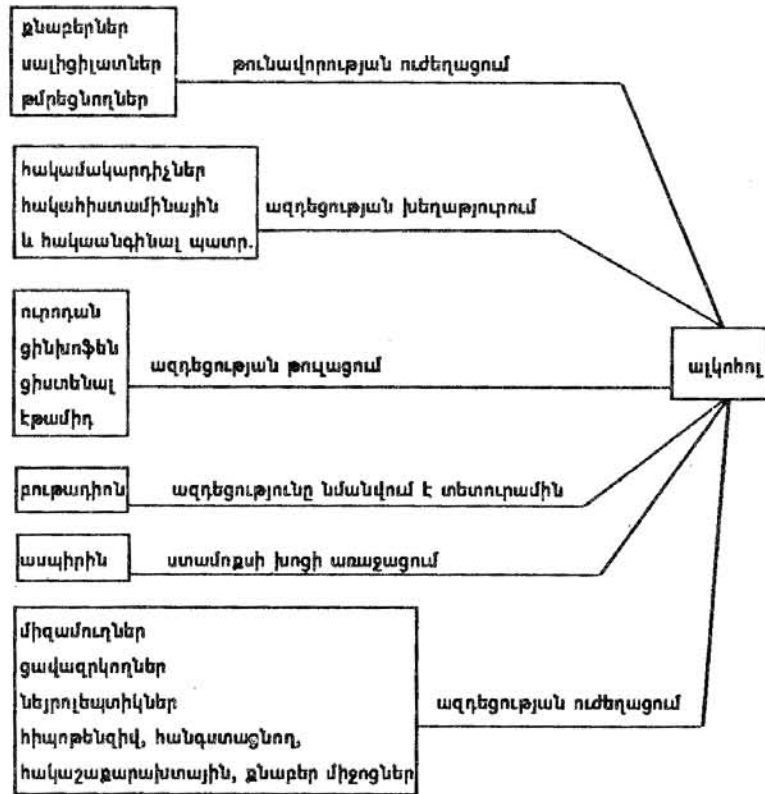 քնաբերներ
սալիցիլատներ
թմրեցնողներ
թունավորության ուժեղացում
հակամակարդիչներ
հակահիստամինային
և հակաանգինալ պատր.
ազդեցության խեղաթյուրում
ուրոդան
ցինխոֆեն
ցիստենալ
էթամիդ
ազդեցության թուլացում
ալկոհոլ
բութադիոն
ազդեցությունը նմանվում է տետուրամին
ասպիրին
ստամոքսի խոցի առաջացում
միզամուղներ
ցավազրկողներ
նեյրոլեպտիկներ
հիպոթենզիվ, հանգստացնող,
հակաշաքարախտային, քնաբեր միջոցներ
ազդեցության ուժեղացում